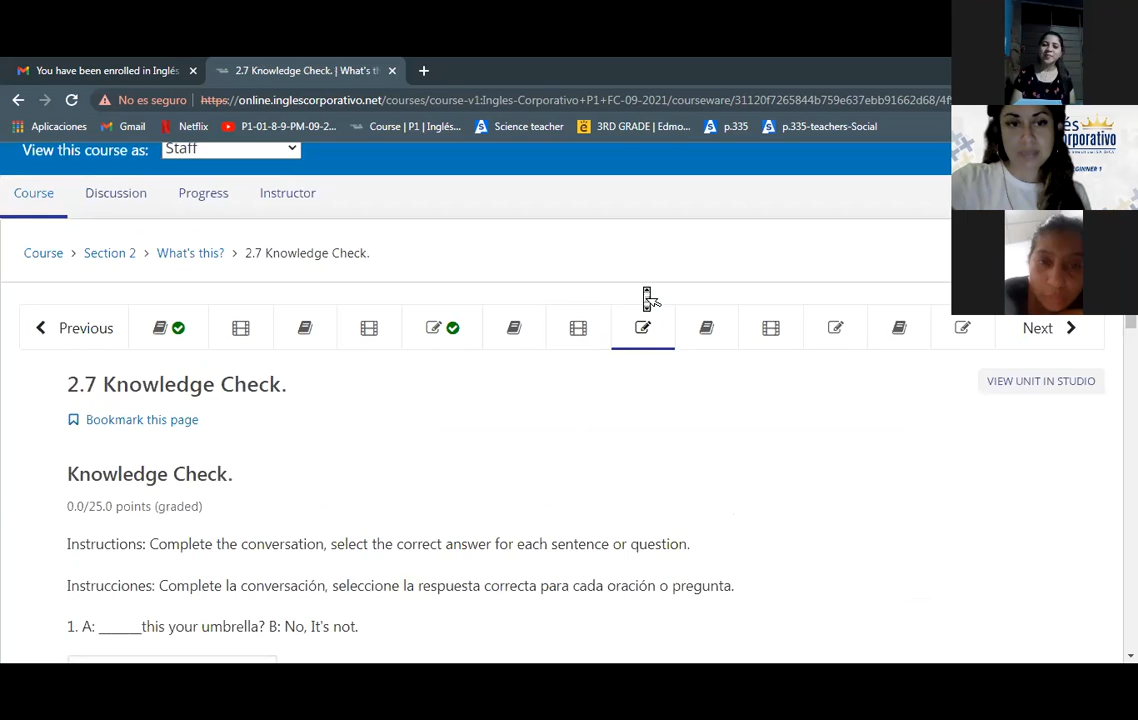 You have been enrolled in Inglés
2.7 Knowledge Check. | What's t
No es seguro
https://online.inglescorporativo.net/courses/course-v1:Ingles-Corporativo+P1+FC-09-2021/courseware/31120f7265844b759e637ebb91662d68/4f
Aplicaciones
Gmail
Netflix
P1-01-8-9-PM-09-2...
Course | P1 | Inglés...
Science teacher
3RD GRADE | Edmo...
p.335
p.335-teachers-Social
View this course as:
Staff
Course
Discussion
Progress
Instructor
Course > Section 2 > What's this? > 2.7 Knowledge Check.
Previous
Next
2.7 Knowledge Check.
VIEW UNIT IN STUDIO
Bookmark this page
Knowledge Check.
0.0/25.0 points (graded)
Instructions: Complete the conversation, select the correct answer for each sentence or question.
Instrucciones: Complete la conversación, seleccione la respuesta correcta para cada oración o pregunta.
1. A: ______this your umbrella? B: No, It's not.